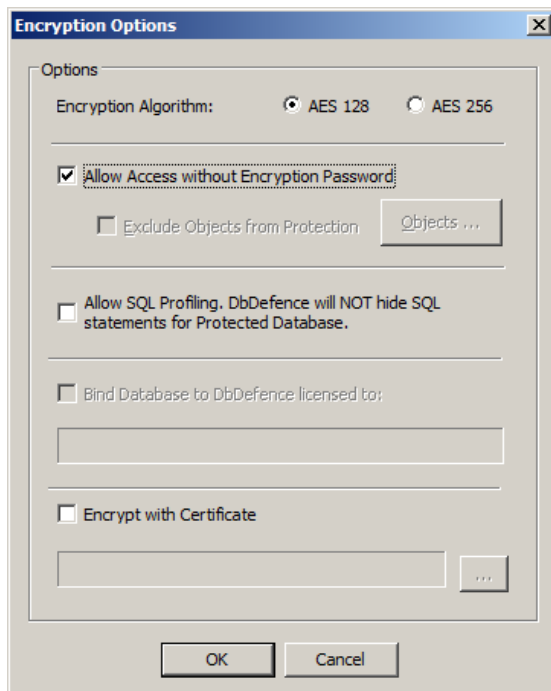 Encryption Options
Options
Encryption Algorithm: AES 128 AES 256
Allow Access without Encryption Password
Exclude Objects from Protection Objects ...
Allow SQL Profiling. DbDefence will NOT hide SQL
statements for Protected Database.
Bind Database to DbDefence licensed to:
Encrypt with Certificate
...
OK Cancel